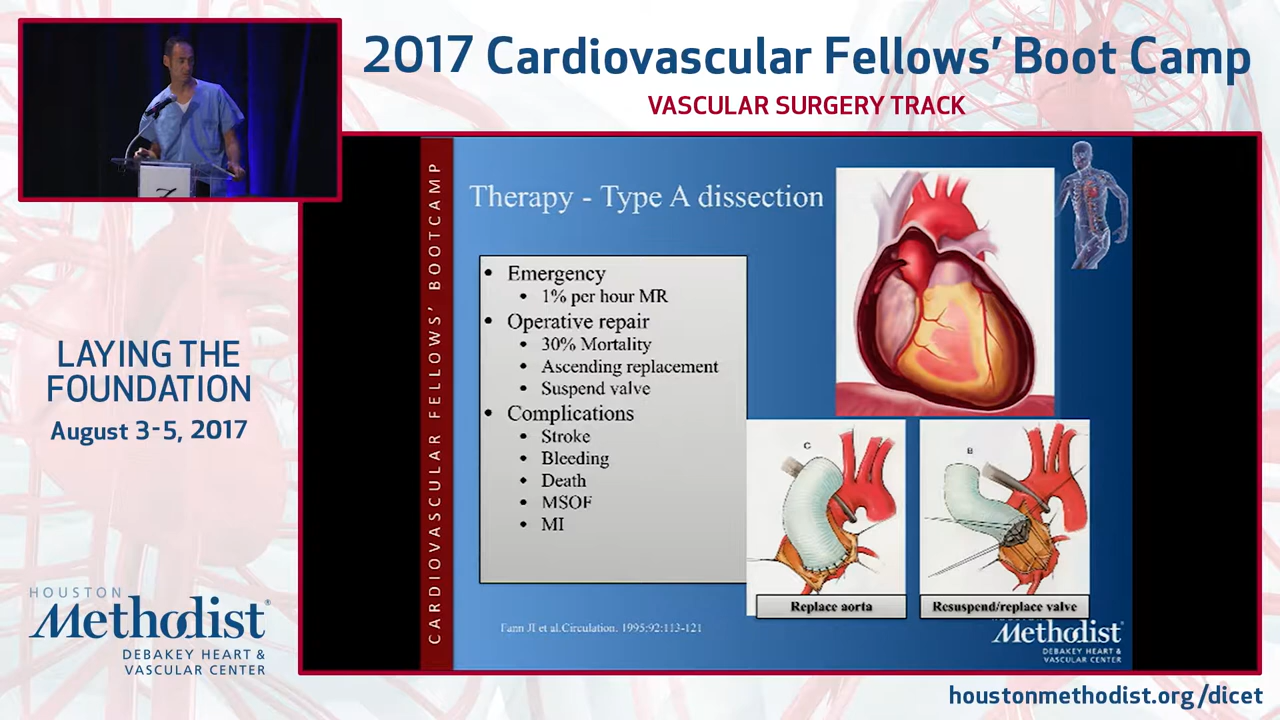 2017 Cardiovascular Fellows' Boot Camp
VASCULAR SURGERY TRACK
LAYING THE
FOUNDATION
August 3-5, 2017
HOUSTON
Methodist®
DEBAKEY HEART &
VASCULAR CENTER
CARDIOVASCULAR FELLOWS' BOOTCAMP
Therapy - Type A dissection
• Emergency
• 1% per hour MR
• Operative repair
• 30% Mortality
• Ascending replacement
• Suspend valve
• Complications
• Stroke
• Bleeding
• Death
• MSOF
• MI
C
B
Replace aorta
Resuspend/replace valve
Fann JI et al.Circulation. 1995:92:113-121
HOUSTON
Methodist
DEBAKEY HEART &
VASCULAR CENTER
houstonmethodist.org/dicet